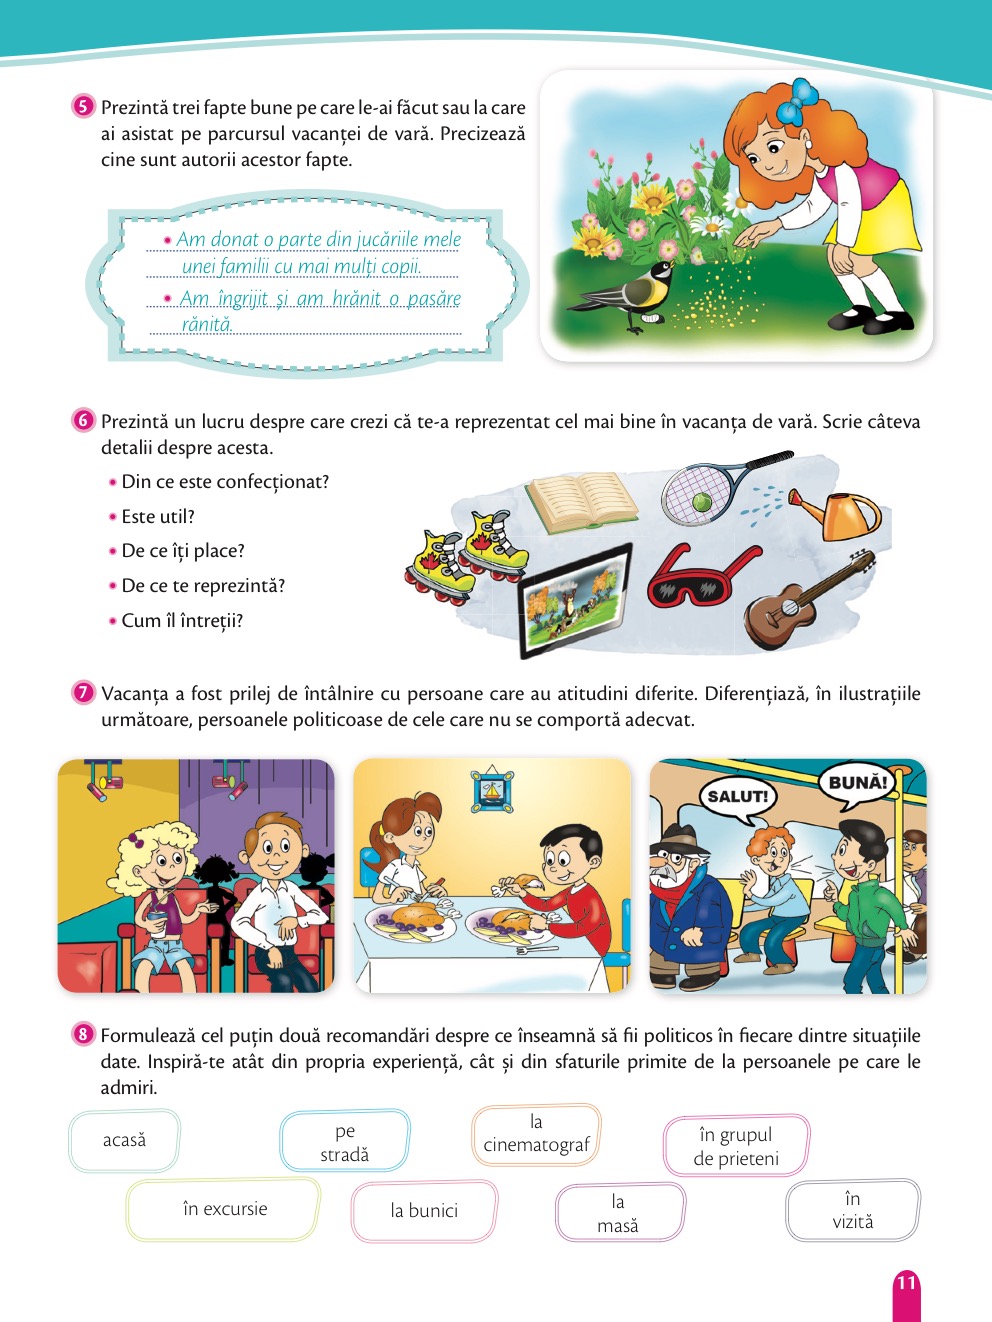 5 Prezintă trei fapte bune pe care le-ai făcut sau la care
ai asistat pe parcursul vacanței de vară. Precizează
cine sunt autorii acestor fapte.
• Am donat o parte din jucăriile mele
unei familii cu mai mulți copii.
• Am îngrijit și am hrănit o pasăre
rănită.
6 Prezintă un lucru despre care crezi că te-a reprezentat cel mai bine în vacanța de vară. Scrie câteva
detalii despre acesta.
• Din ce este confecționat?
• Este util?
• De ce îți place?
• De ce te reprezintă?
• Cum îl întreții?
7 Vacanța a fost prilej de întâlnire cu persoane care au atitudini diferite. Diferențiază, în ilustrațiile
următoare, persoanele politicoase de cele care nu se comportă adecvat.
SALUT!
BUNĂ!
8 Formulează cel puțin două recomandări despre ce înseamnă să fii politicos în fiecare dintre situațiile
date. Inspiră-te atât din propria experiență, cât și din sfaturile primite de la persoanele pe care le
admiri.
acasă
pe
stradă
la
cinematograf
în grupul
de prieteni
în excursie
la bunici
la
masă
în
vizită
11